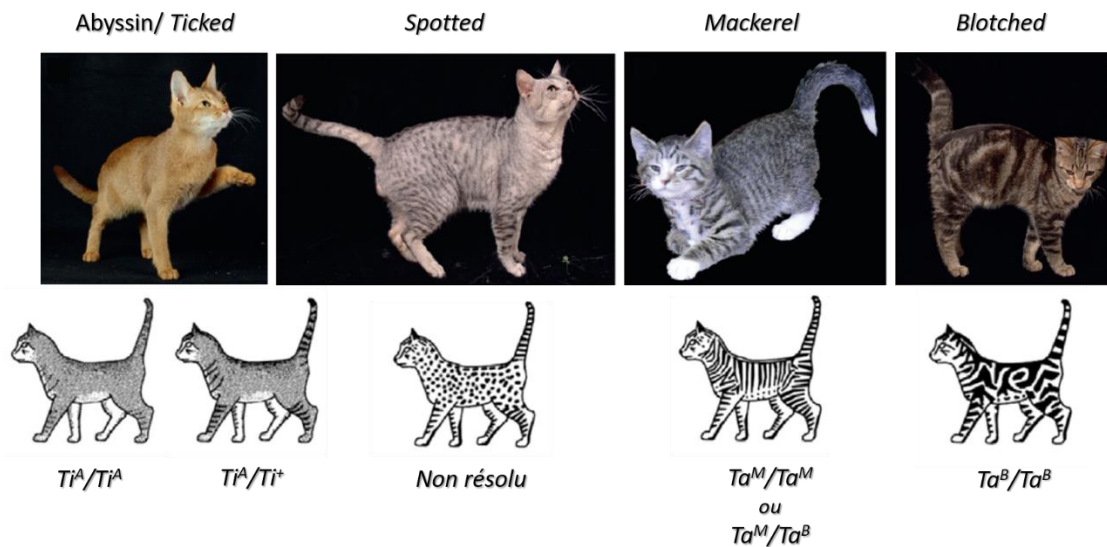 Abyssin/ Ticked
Spotted
Mackerel
Blotched
Ti^A/Ti^A
Ti^A/Ti^+
Non résolu
Ta^M/Ta^M
ou
Ta^M/Ta^B
Ta^B/Ta^B